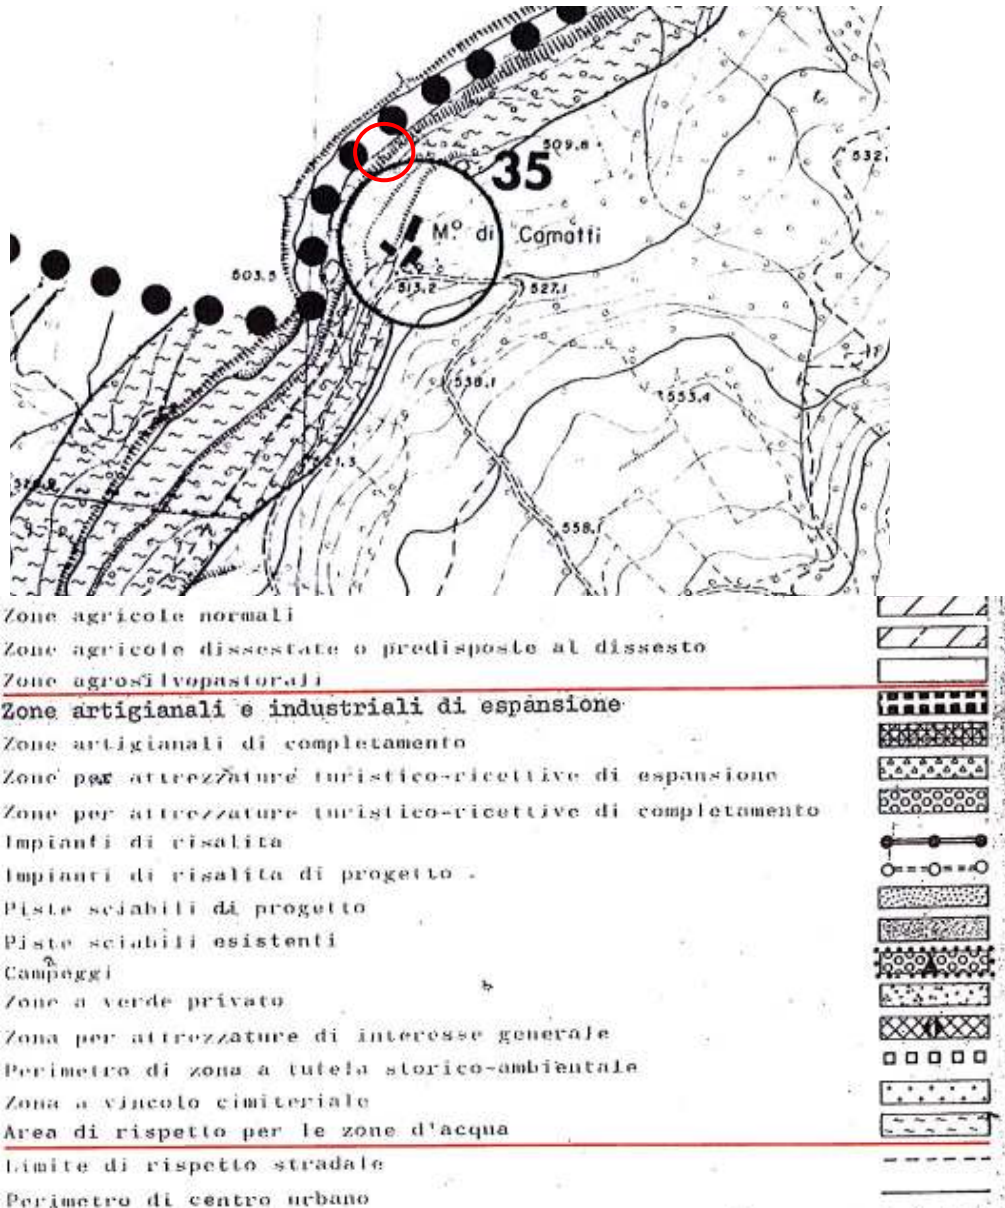 509,8
532,
35
M.º di Comatti
503,5
513,2
527,1
538,1
553,4
521,3
558,1
Zone agricole normali
Zone agricole dissestate o predisposte al dissesto
Zone agrosilvopastorali
Zone artigianali e industriali di espansione
Zone artigianali di completamento
Zone per attrezzature turistico-ricettive di espansione
Zone per attrezzature turistico-ricettive di completamento
Impianti di risalita
Impianti di risalita di progetto .
Piste sciabili di progetto
Piste sciabili esistenti
Campeggi
Zone a verde privato
Zona per attrezzature di interesse generale
Perimetro di zona a tutela storico-ambientale
Zona a vincolo cimiteriale
Area di rispetto per le zone d'acqua
Limite di rispetto stradale
Perimetro di centro urbano